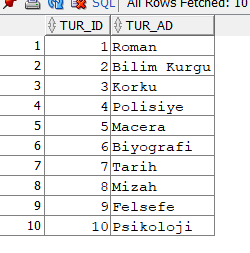 SQL | All Rows Fetched: 10
TUR_ID TUR_AD
1 1 Roman
2 2 Bilim Kurgu
3 3 Korku
4 4 Polisiye
5 5 Macera
6 6 Biyografi
7 7 Tarih
8 8 Mizah
9 9 Felsefe
10 10 Psikoloji